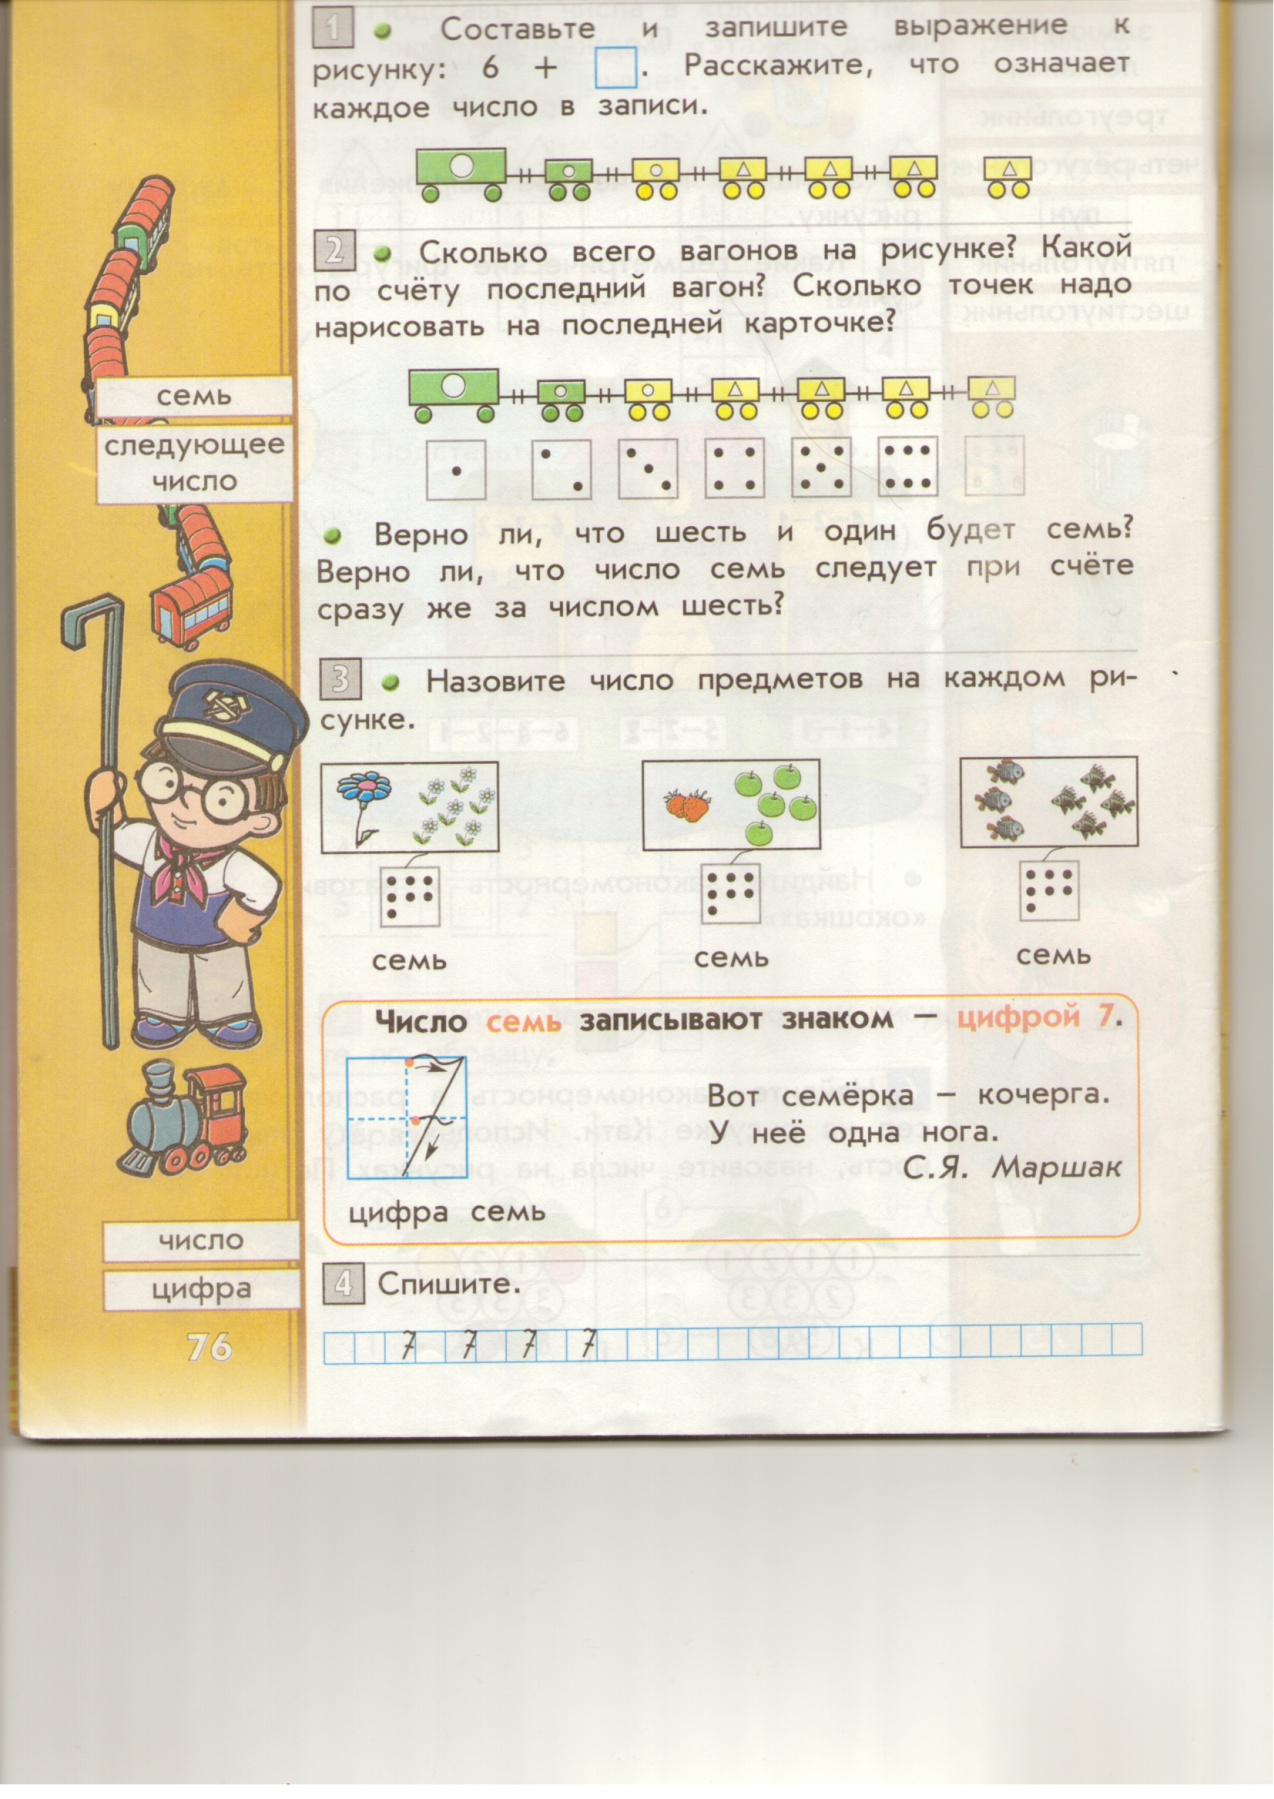 1 Составьте и запишите выражение к
рисунку: 6 + . Расскажите, что означает
каждое число в записи.
2 Сколько всего вагонов на рисунке? Какой
по счёту последний вагон? Сколько точек надо
нарисовать на последней карточке?
семь
следующее
число
Верно ли, что шесть и один будет семь?
Верно ли, что число семь следует при счёте
сразу же за числом шесть?
3 Назовите число предметов на каждом ри-
сунке.
семь семь семь
Число семь записывают знаком — цифрой 7.
Вот семёрка — кочерга.
У неё одна нога.
С.Я. Маршак
цифра семь
число
цифра
4 Спишите.
7 7 7 7
76